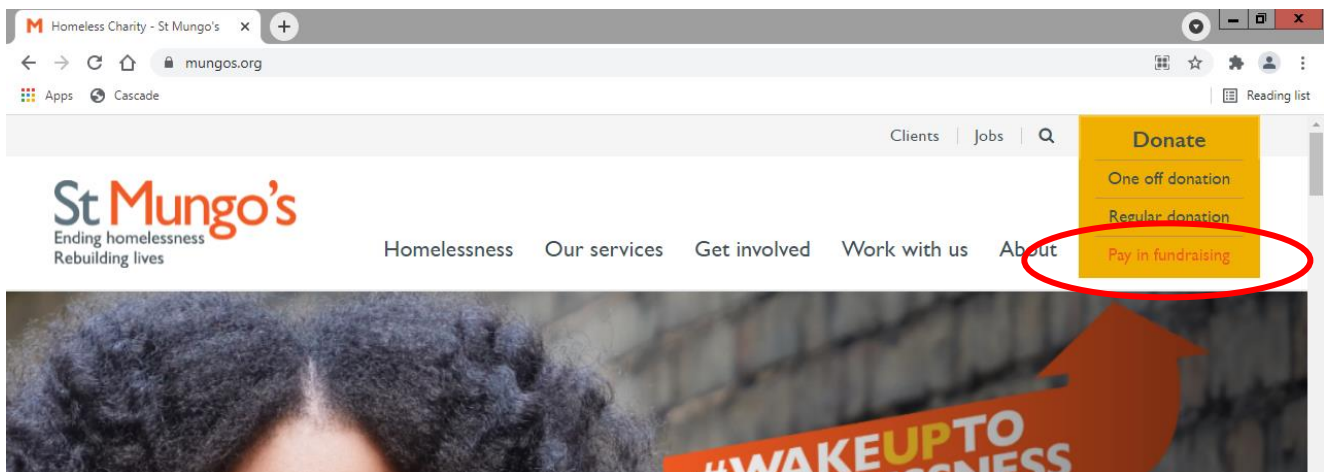 Homeless Charity - St Mungo's
mungos.org
Apps Cascade Reading list
Clients Jobs
Donate
One off donation
Regular donation
Pay in fundraising
St Mungo's
Ending homelessness
Rebuilding lives
Homelessness Our services Get involved Work with us About
#WAKEUPTO